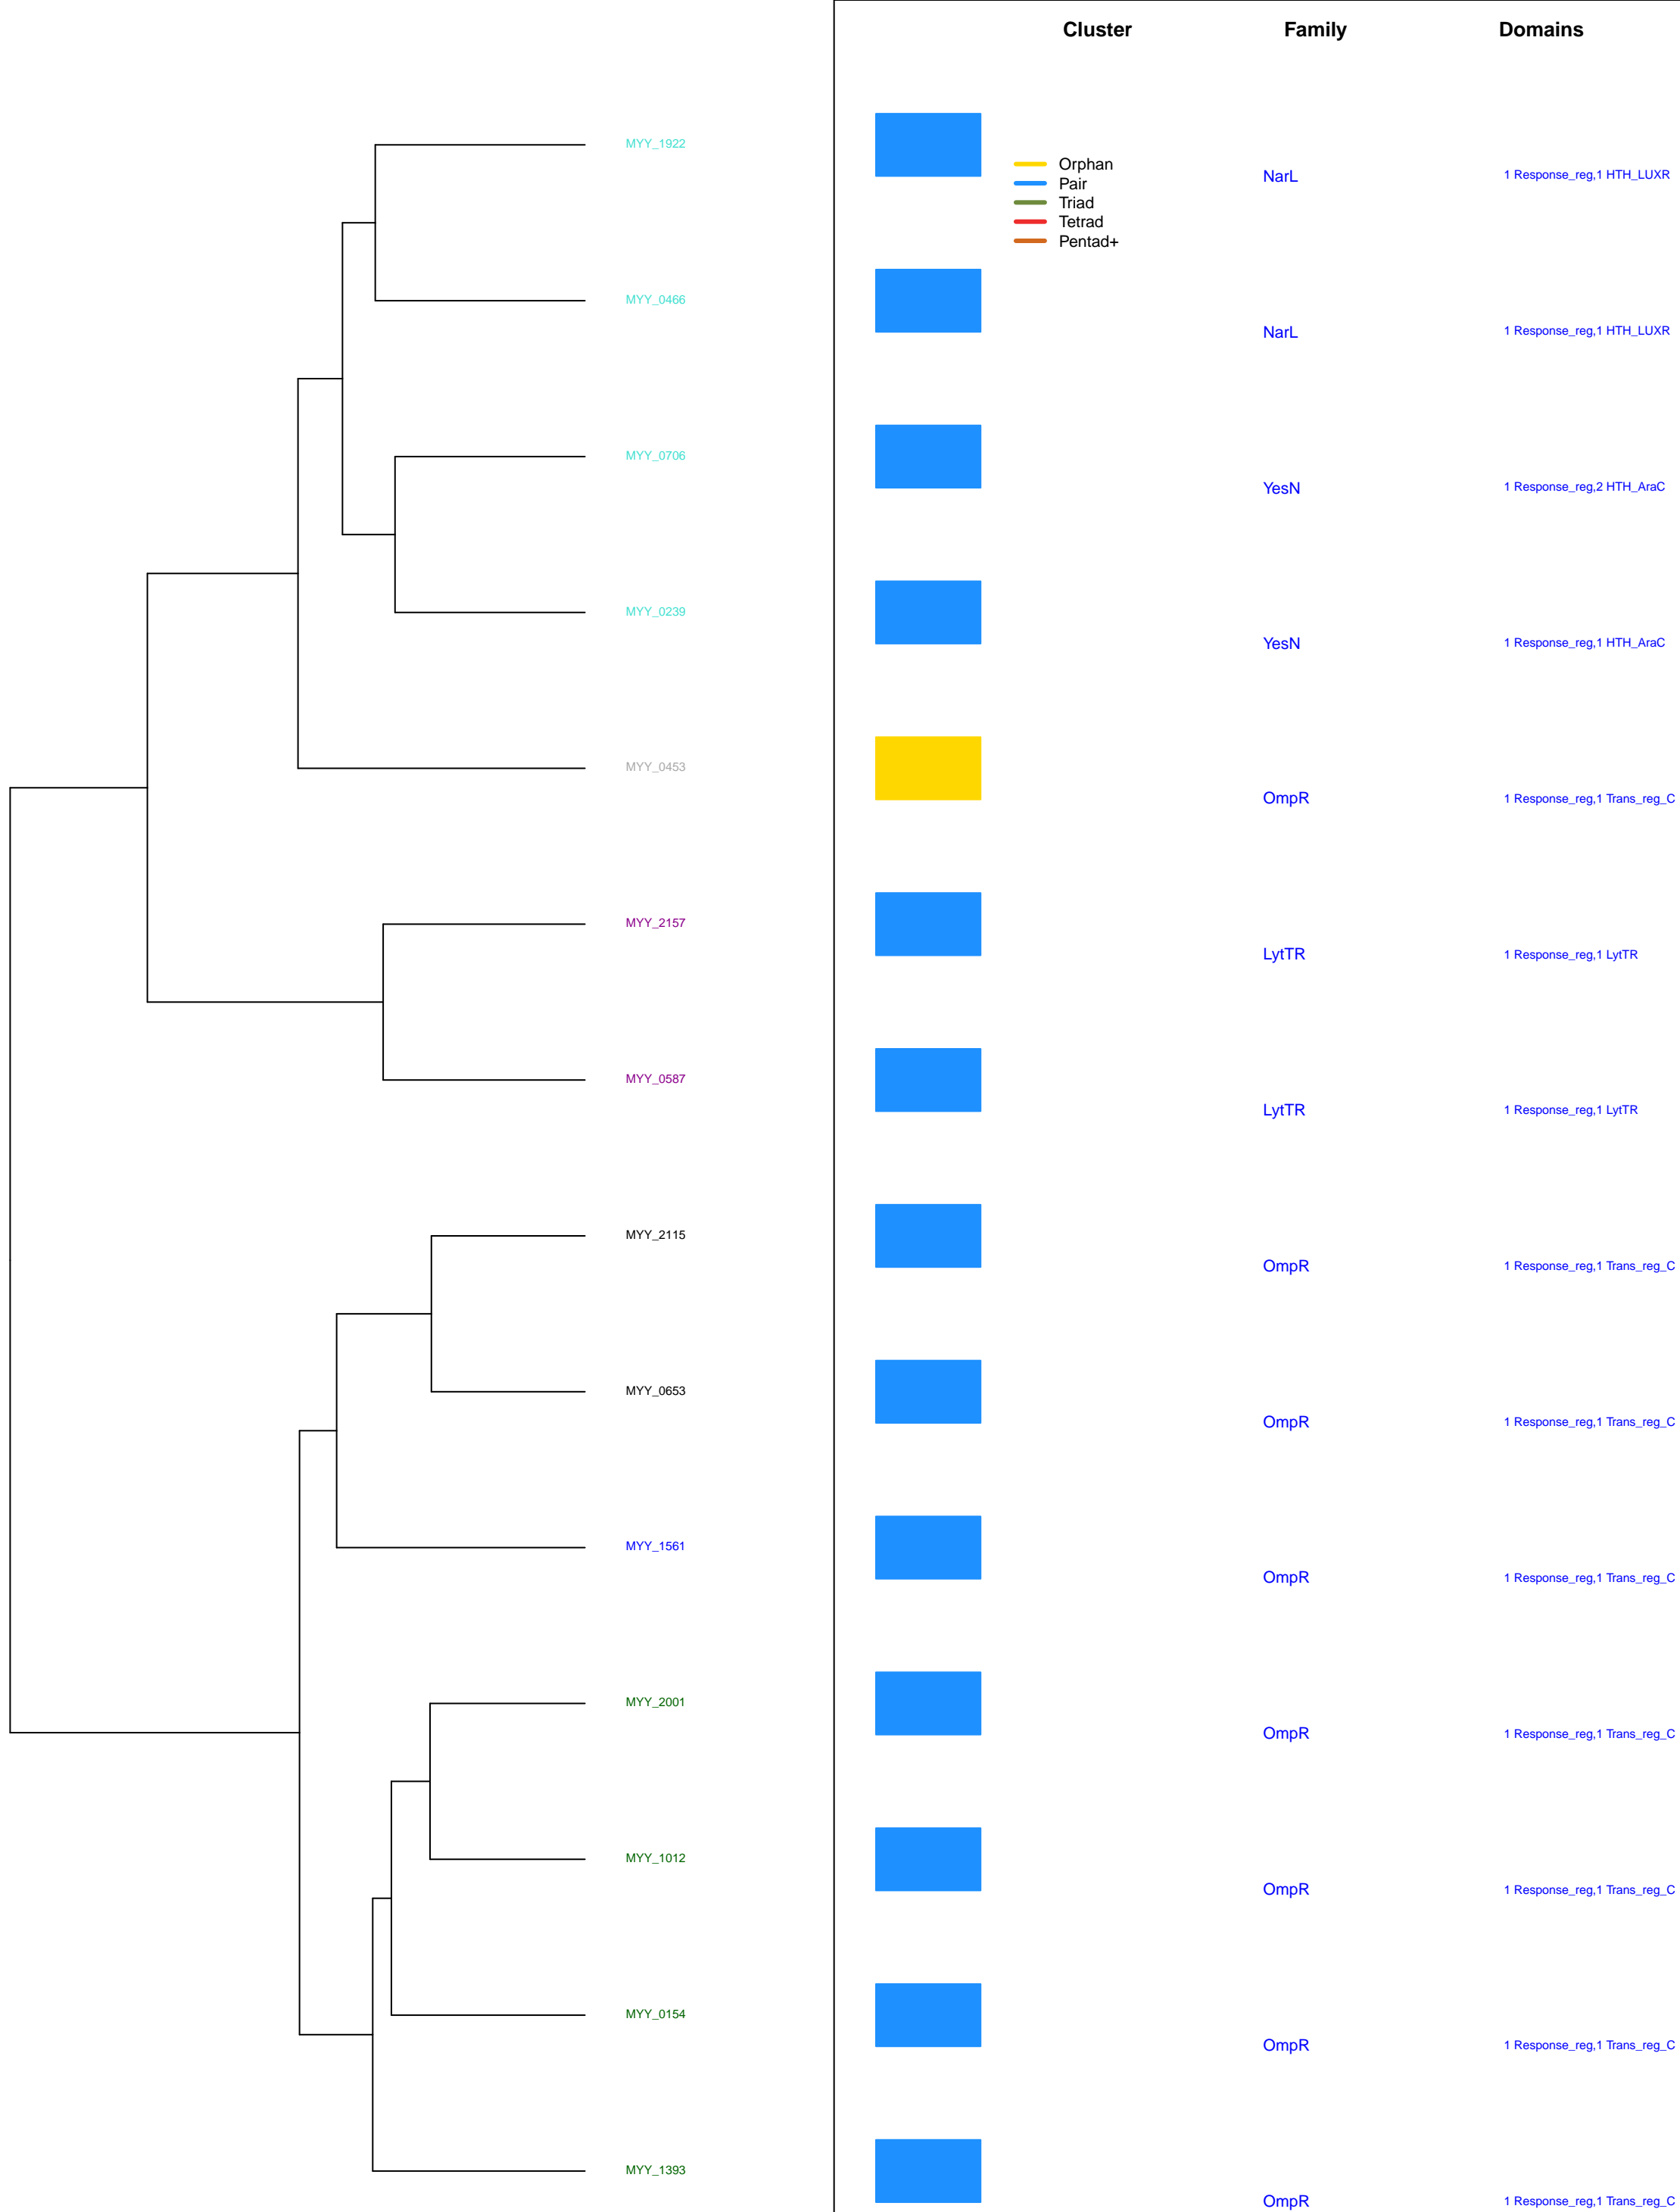 Cluster Family Domains
MYY_1922
Orphan
Pair
Triad
Tetrad
Pentad+
NarL 1 Response_reg,1 HTH_LUXR
MYY_0466
NarL 1 Response_reg,1 HTH_LUXR
MYY_0706
YesN 1 Response_reg,2 HTH_AraC
MYY_0239
YesN 1 Response_reg,1 HTH_AraC
MYY_0453
OmpR 1 Response_reg,1 Trans_reg_C
MYY_2157
LytTR 1 Response_reg,1 LytTR
MYY_0587
LytTR 1 Response_reg,1 LytTR
MYY_2115
OmpR 1 Response_reg,1 Trans_reg_C
MYY_0653
OmpR 1 Response_reg,1 Trans_reg_C
MYY_1561
OmpR 1 Response_reg,1 Trans_reg_C
MYY_2001
OmpR 1 Response_reg,1 Trans_reg_C
MYY_1012
OmpR 1 Response_reg,1 Trans_reg_C
MYY_0154
OmpR 1 Response_reg,1 Trans_reg_C
MYY_1393
OmpR 1 Response_reg,1 Trans_reg_C